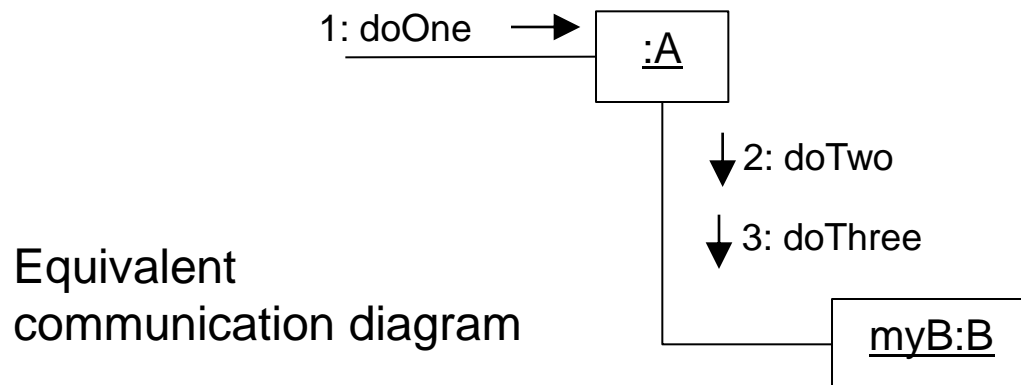 1: doOne
:A
2: doTwo
3: doThree
Equivalent
communication diagram
myB:B